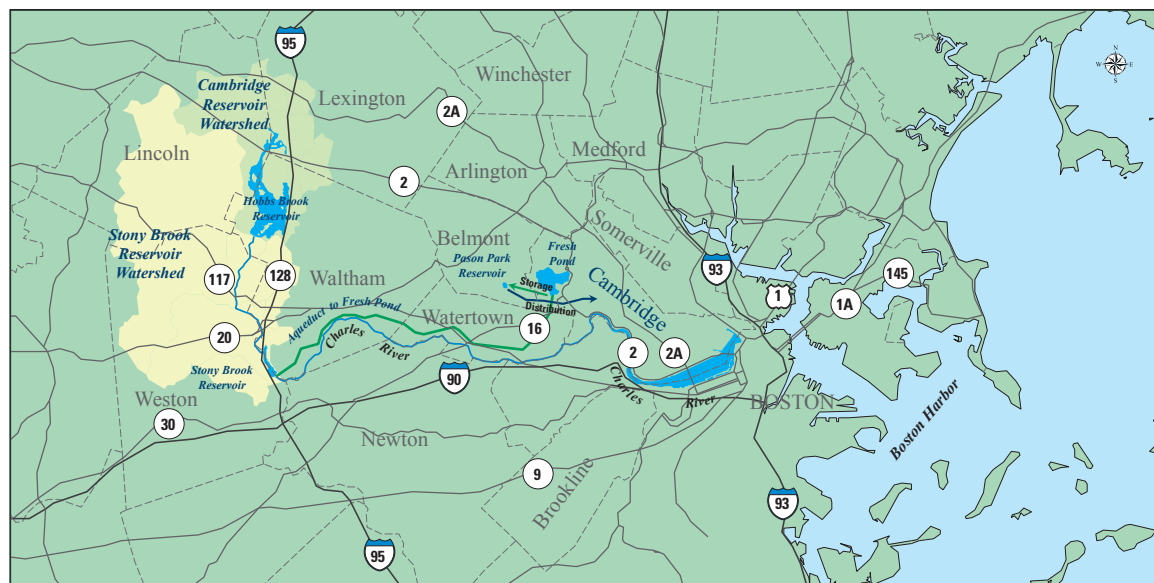 95
N
W
E
S
Winchester
Cambridge
Reservoir
Watershed
Lexington
2A
Lincoln
Medford
Arlington
2
Hobbs Brook
Reservoir
Somerville
Stony Brook
Reservoir
Watershed
Belmont
Pason Park
Reservoir
Fresh
Pond
117
128
Waltham
93
145
Storage
Cambridge
1
1A
Distribution
Aqueduct to Fresh Pond
Watertown
16
20
Charles
River
2
2A
Stony Brook
Reservoir
90
Charles
River
BOSTON
Weston
30
Newton
Boston Harbor
9
Brookline
93
95